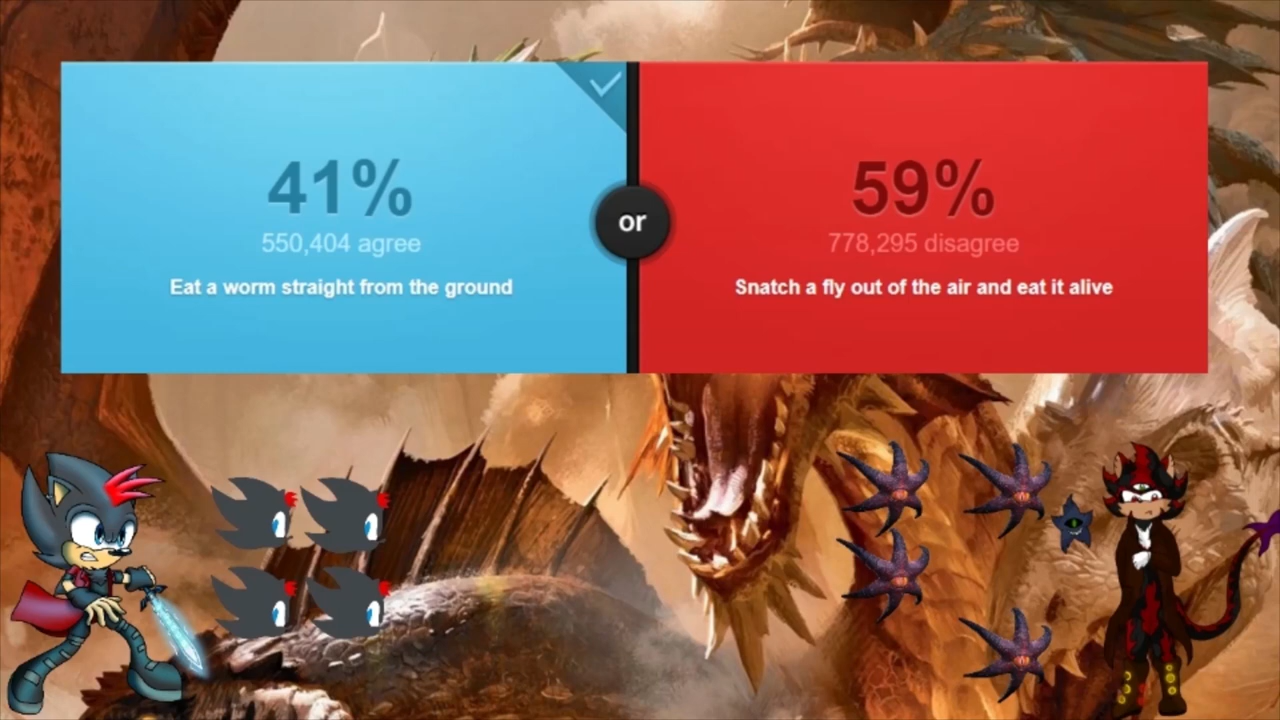 41%
550,404 agree
Eat a worm straight from the ground
or
59%
778,295 disagree
Snatch a fly out of the air and eat it alive